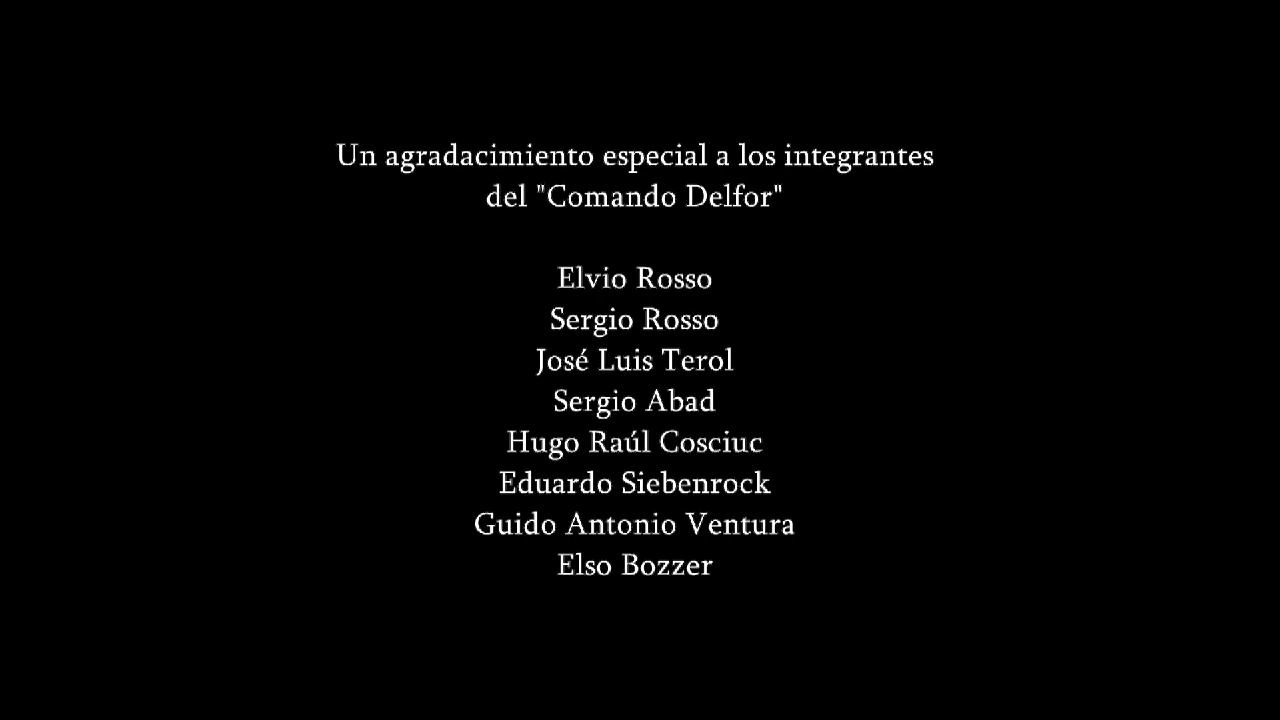 Un agradacimiento especial a los integrantes
del "Comando Delfor"
Elvio Rosso
Sergio Rosso
José Luis Terol
Sergio Abad
Hugo Raúl Cosciuc
Eduardo Siebenrock
Guido Antonio Ventura
Elso Bozzer